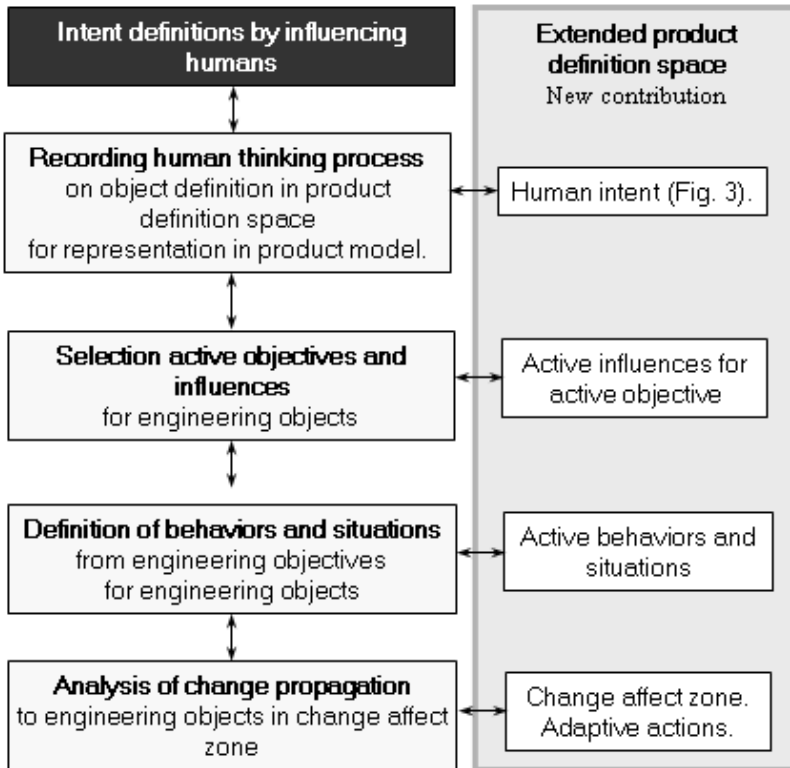 Intent definitions by influencing
humans
Extended product
definition space
New contribution
Recording human thinking process
on object definition in product
definition space
for representation in product model.
Human intent (Fig. 3).
Selection active objectives and
influences
for engineering objects
Active influences for
active objective
Definition of behaviors and situations
from engineering objectives
for engineering objects
Active behaviors and
situations
Analysis of change propagation
to engineering objects in change affect
zone
Change affect zone.
Adaptive actions.